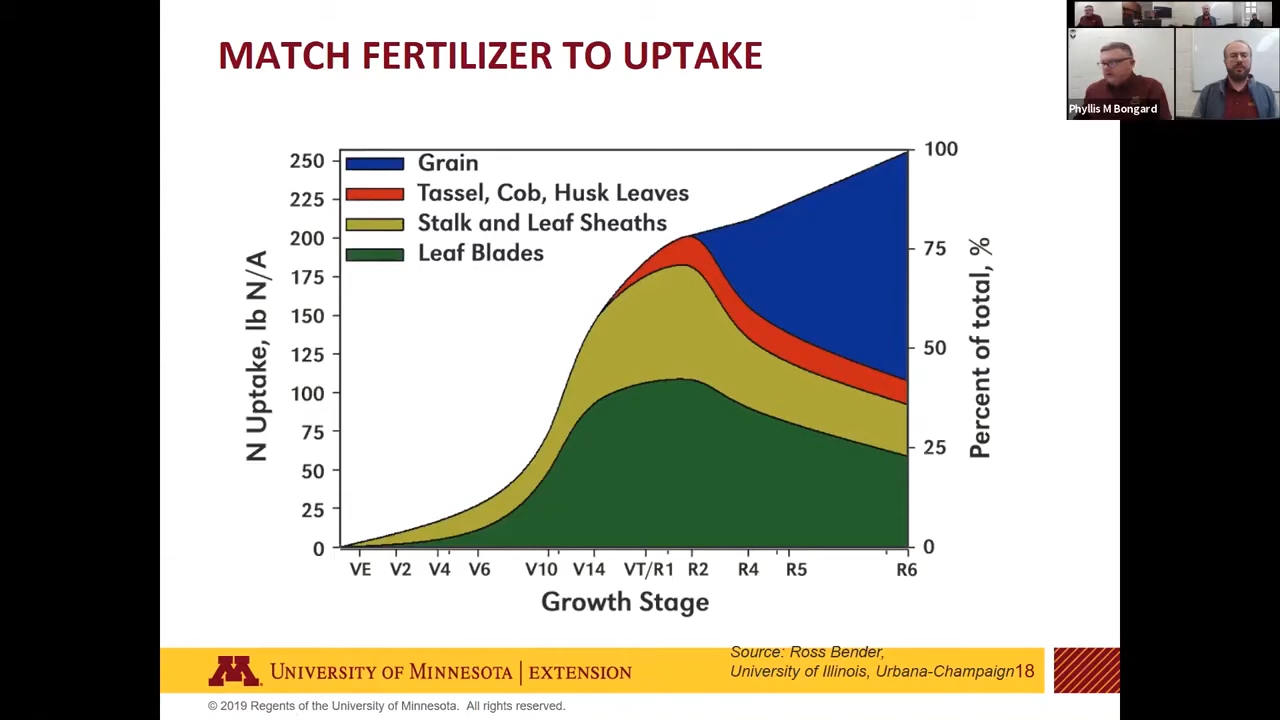 MATCH FERTILIZER TO UPTAKE
Phyllis M Bongard
Grain
Tassel, Cob, Husk Leaves
Stalk and Leaf Sheaths
Leaf Blades
N Uptake, lb N/A
250
225
200
175
150
125
100
75
50
25
0
100
75
50
25
0
Percent of total, %
VE V2 V4 V6 V10 V14 VT/R1 R2 R4 R5 R6
Growth Stage
M UNIVERSITY OF MINNESOTA | EXTENSION
Source: Ross Bender,
University of Illinois, Urbana-Champaign18
© 2019 Regents of the University of Minnesota. All rights reserved.